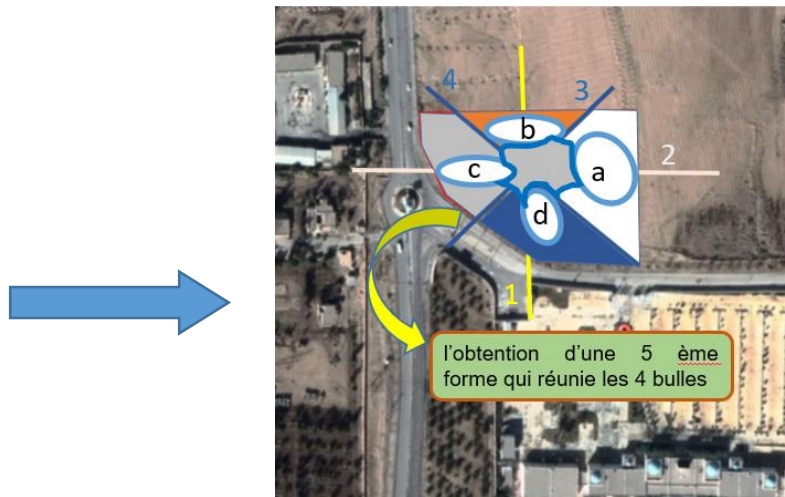 4
3
b
c
a
2
d
1
l'obtention d'une 5 ème
forme qui réunie les 4 bulles